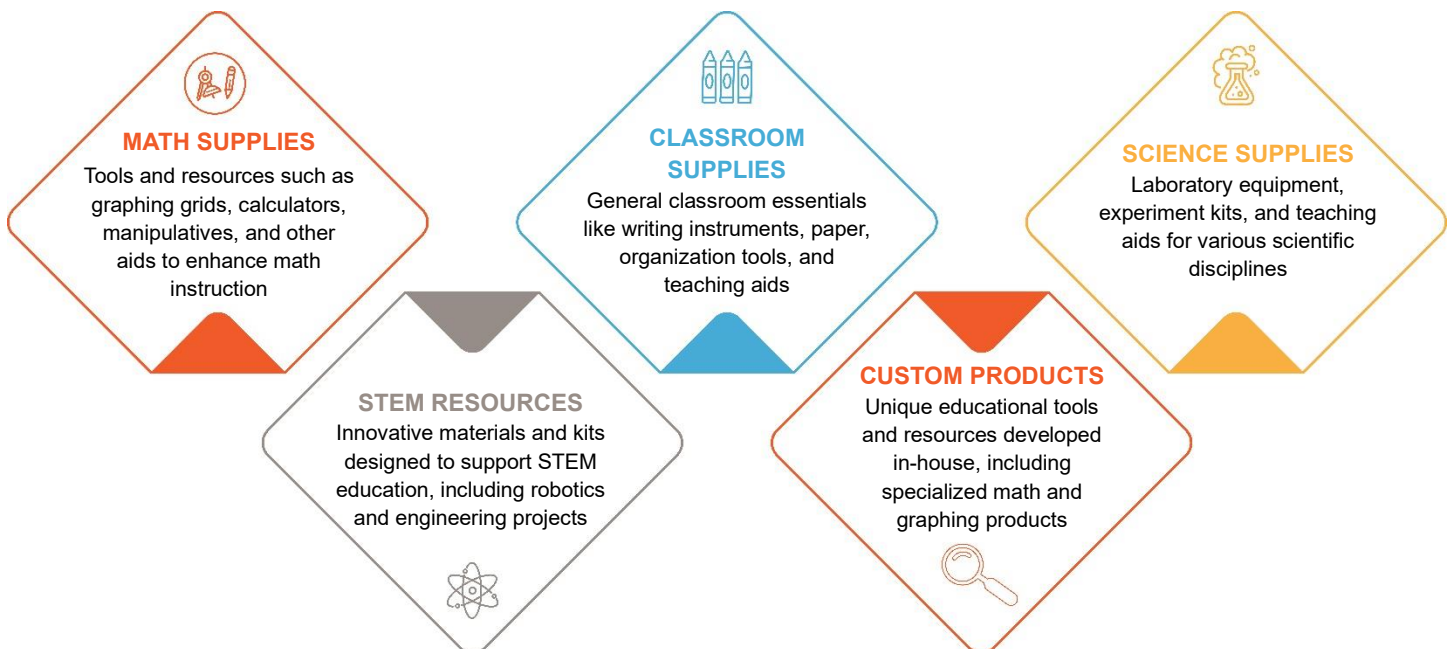 MATH SUPPLIES
Tools and resources such as
graphing grids, calculators,
manipulatives, and other
aids to enhance math
instruction
STEM RESOURCES
Innovative materials and kits
designed to support STEM
education, including robotics
and engineering projects
CLASSROOM
SUPPLIES
General classroom essentials
like writing instruments, paper,
organization tools, and
teaching aids
CUSTOM PRODUCTS
Unique educational tools
and resources developed
in-house, including
specialized math and
graphing products
SCIENCE SUPPLIES
Laboratory equipment,
experiment kits, and teaching
aids for various scientific
disciplines